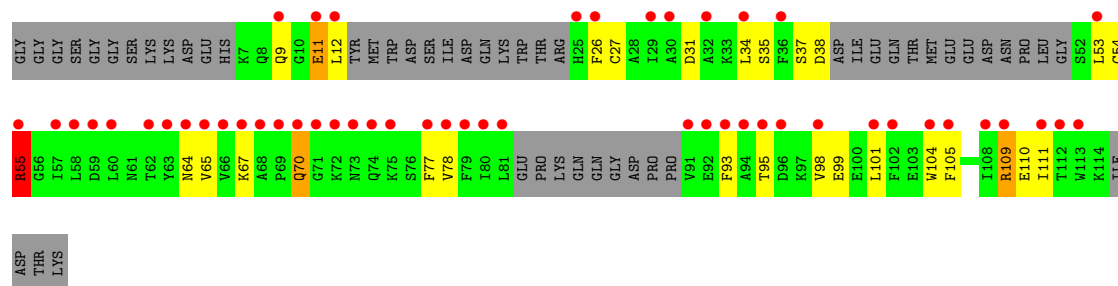 GLY GLY GLY SER GLY GLY SER SER LYS LYS ASP GLU HIS K7 Q8 Q9 G10 E11 L12 TYR MET TRP ASP SER ILE ASP GLN LYS TRP TRP THR ARG H25 F26 C27 A28 I29 A30 D31 A32 K33 L34 S35 F36 S37 D38 ASP ILE GLU GLN THR MET GLU GLU ASP ASN PRO LEU GLY S52 L53 G54
R55 G56 I57 L58 D59 L60 N61 T62 Y63 N64 V65 V66 K67 A68 P69 Q70 G71 K72 N73 Q74 K75 S76 F77 V78 F79 I80 L81 GLU PRO LYS GLN GLN GLY ASP PRO PRO V91 E92 F93 A94 T95 D96 K97 V98 E99 E100 L101 F102 E103 W104 F105 I108 R109 E110 I111 T112 W113 K114 ILE
ASP THR LYS